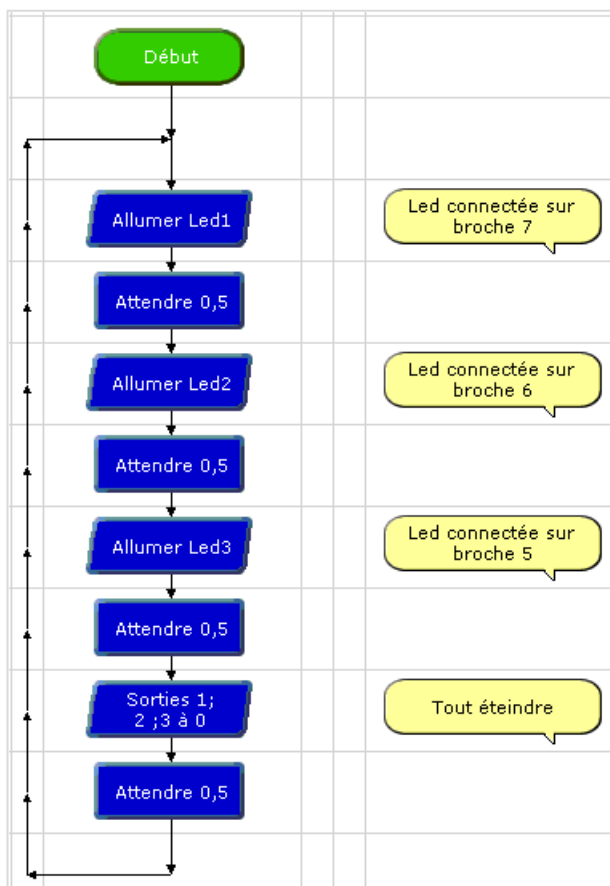 Début
Allumer Led1
Led connectée sur
broche 7
Attendre 0,5
Allumer Led2
Led connectée sur
broche 6
Attendre 0,5
Allumer Led3
Led connectée sur
broche 5
Attendre 0,5
Sorties 1;
2 ;3 à 0
Tout éteindre
Attendre 0,5